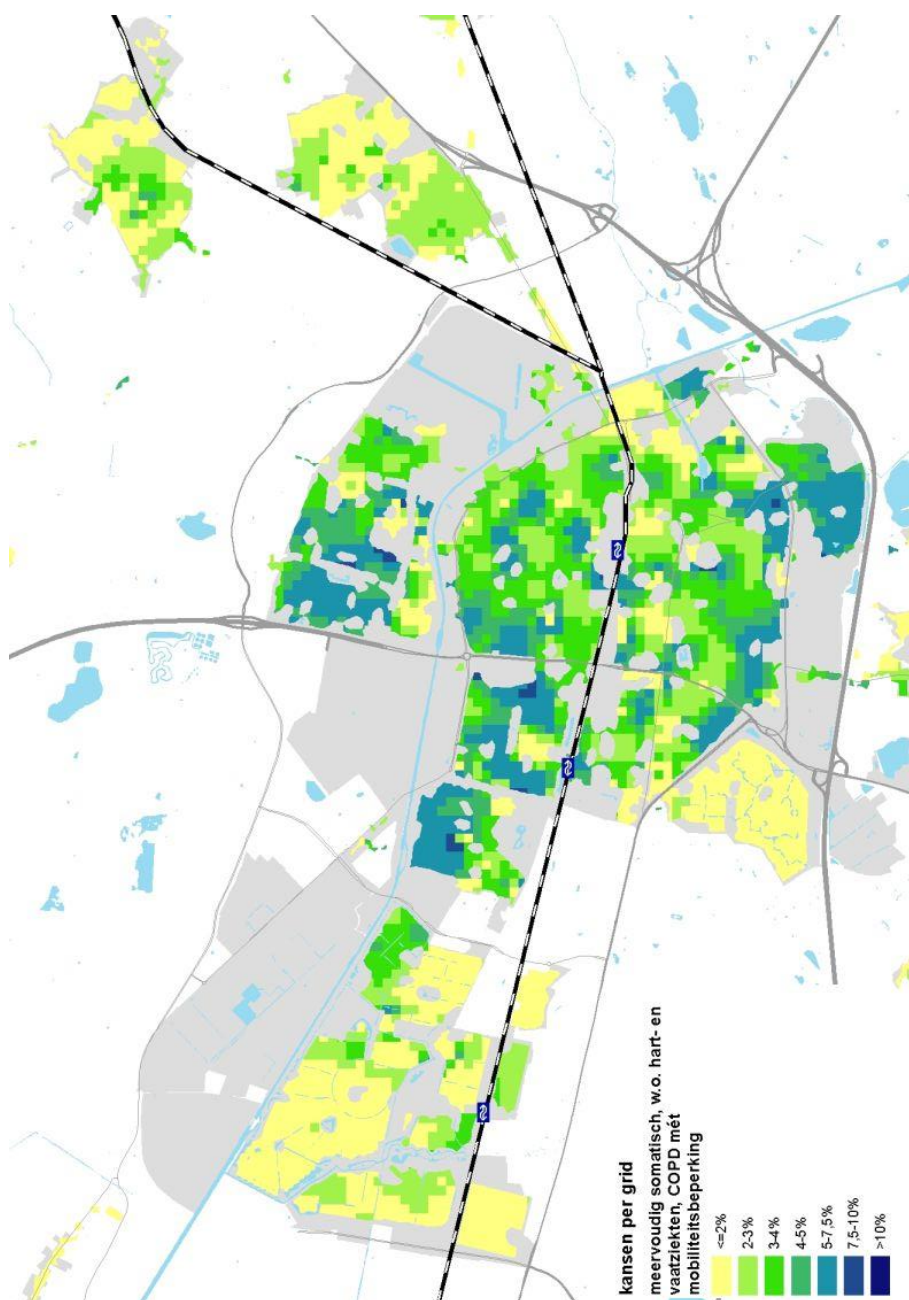 kansen per grid
meervoudig somatisch, w.o. hart- en
vaatziekten, COPD mét
mobiliteitsbeperking
<=2%
2-3%
3-4%
4-5%
5-7,5%
7,5-10%
>10%